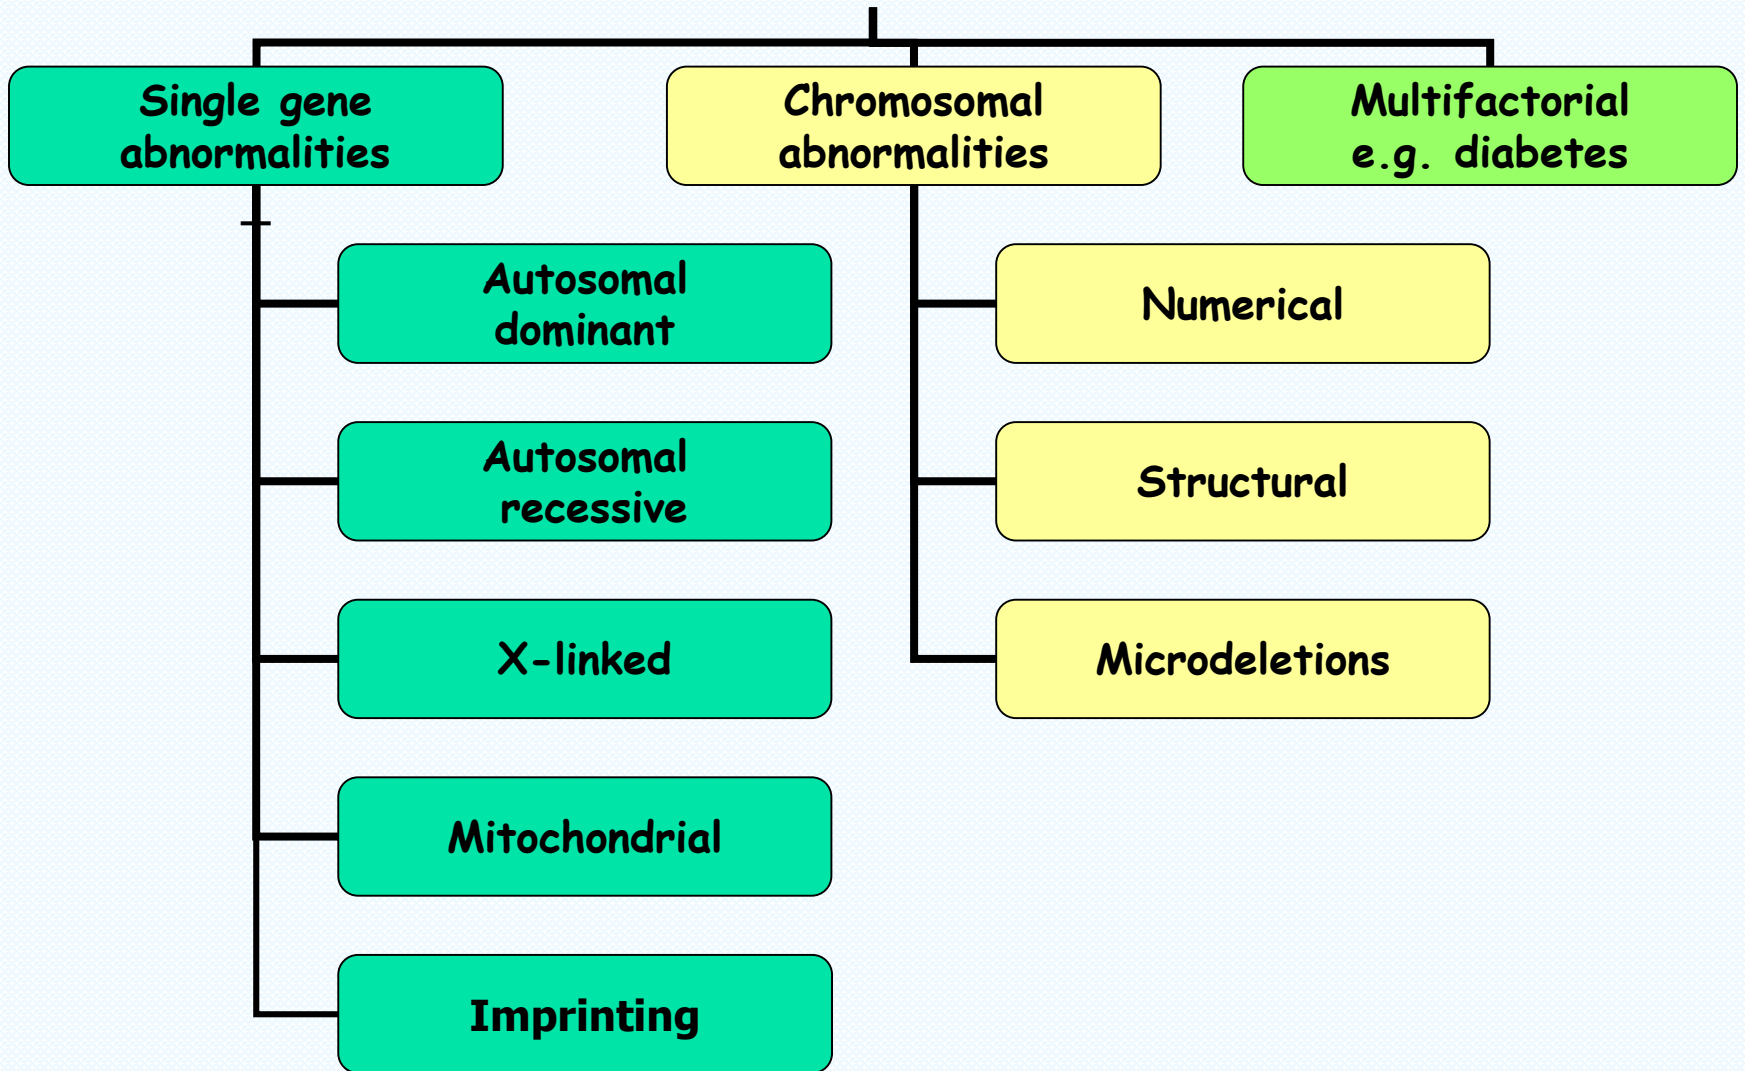 Single gene
abnormalities
Chromosomal
abnormalities
Multifactorial
e.g. diabetes
Autosomal
dominant
Autosomal
recessive
X-linked
Mitochondrial
Imprinting
Numerical
Structural
Microdeletions